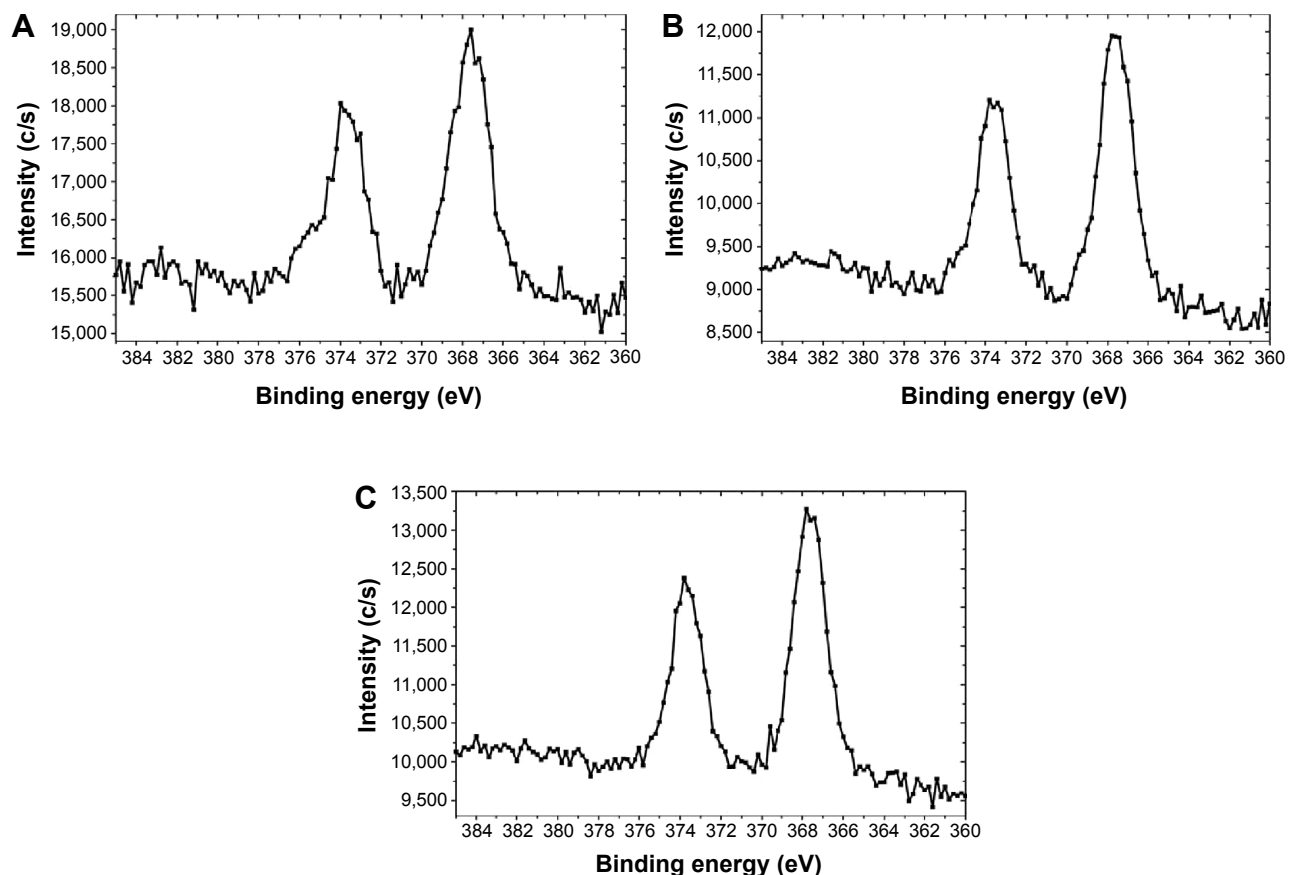 A
Intensity (c/s)
19,000
18,500
18,000
17,500
17,000
16,500
16,000
15,500
15,000
384 382 380 378 376 374 372 370 368 366 364 362 360
Binding energy (eV)
B
Intensity (c/s)
12,000
11,500
11,000
10,500
10,000
9,500
9,000
8,500
384 382 380 378 376 374 372 370 368 366 364 362 360
Binding energy (eV)
C
Intensity (c/s)
13,500
13,000
12,500
12,000
11,500
11,000
10,500
10,000
9,500
384 382 380 378 376 374 372 370 368 366 364 362 360
Binding energy (eV)